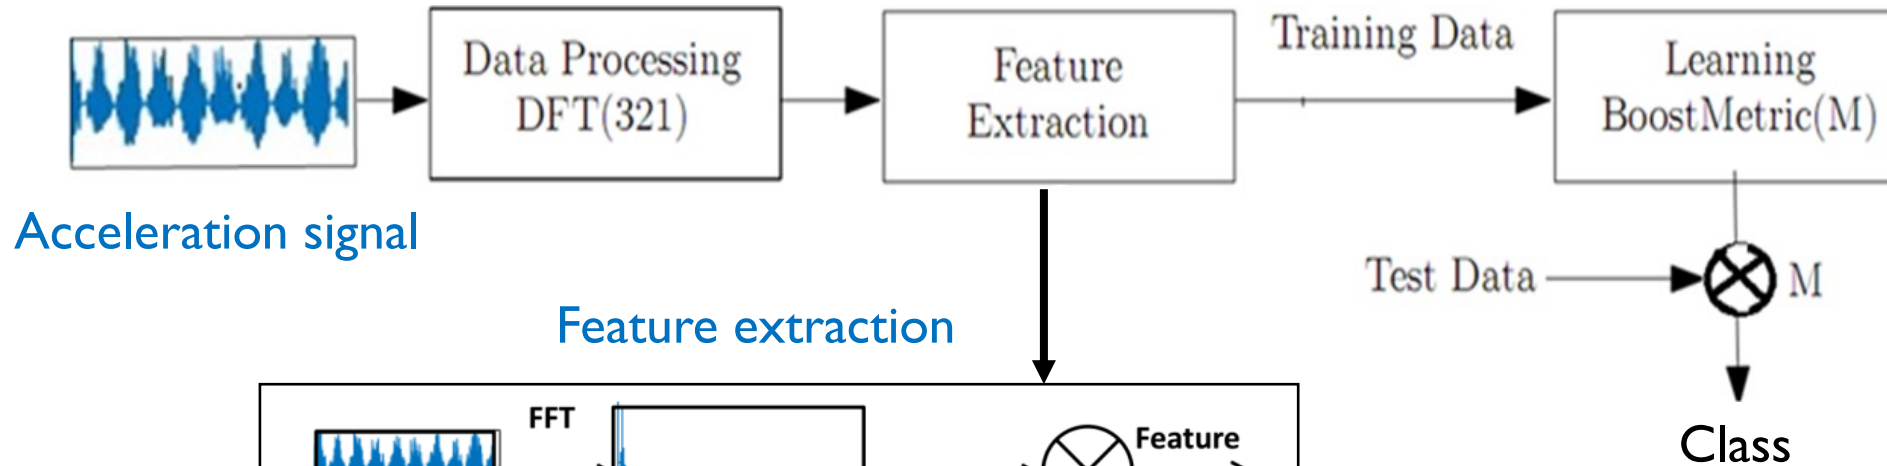 Data Processing
DFT(321)
Feature
Extraction
Training Data
Learning
BoostMetric(M)
Acceleration signal
Test Data
M
Feature extraction
FFT
Feature
Class